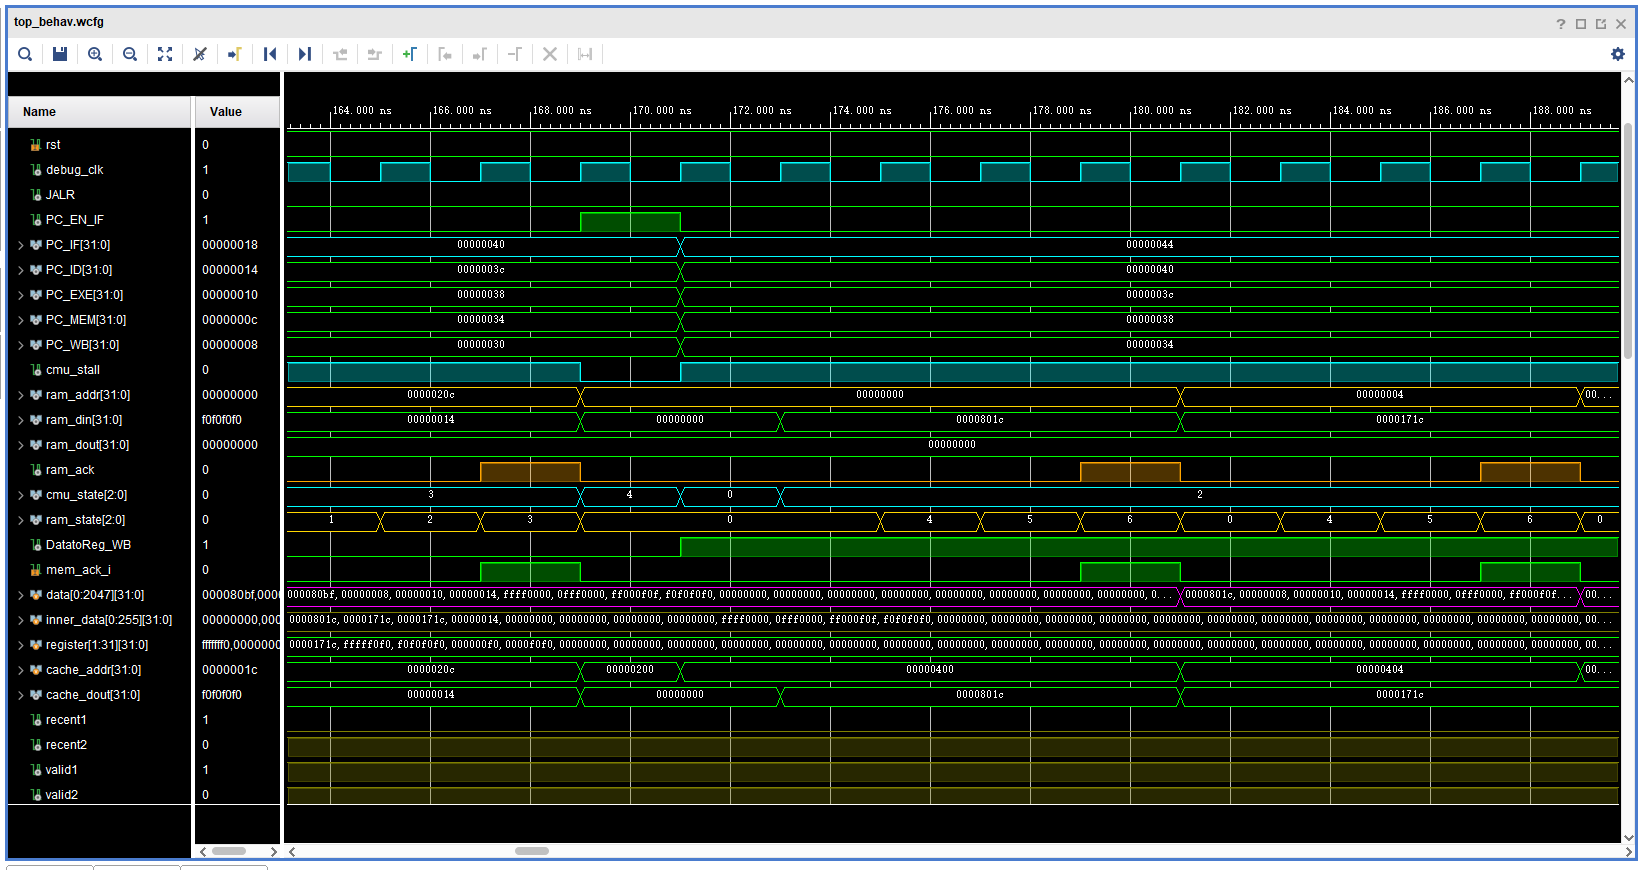 top_behav.wcfg
Name Value
164.000 ns 166.000 ns 168.000 ns 170.000 ns 172.000 ns 174.000 ns 176.000 ns 178.000 ns 180.000 ns 182.000 ns 184.000 ns 186.000 ns 188.000 ns
rst 0
debug_clk 1
JALR 0
PC_EN_IF 1
PC_IF[31:0] 00000018 00000040 00000044
PC_ID[31:0] 00000014 0000003c 00000040
PC_EXE[31:0] 00000010 00000038 0000003c
PC_MEM[31:0] 0000000c 00000034 00000038
PC_WB[31:0] 00000008 00000030 00000034
cmu_stall 0
ram_addr[31:0] 00000000 0000020c 00000000 00000004 00...
ram_din[31:0] f0f0f0f0 00000014 00000000 0000801c 0000171c
ram_dout[31:0] 00000000 00000000
ram_ack 0
cmu_state[2:0] 0 3 4 0 2
ram_state[2:0] 0 1 2 3 0 4 5 6 0 4 5 6 0
DatatoReg_WB 1
mem_ack_i 0
data[0:2047][31:0] 000080bf,0000 000080bf, 00000008, 00000010, 00000014, ffff0000, 0fff0000, ff000f0f, f0f0f0f0, 00000000, 00000000, 00000000, 00000000, 00000000, 00000000, 00000000, 00000000, 0... 0000801c, 00000008, 00000010, 00000014, ffff0000, 0fff0000, ff000f0f... 00...
inner_data[0:255][31:0] 00000000,000 0000801c, 0000171c, 0000171c, 00000014, 00000000, 00000000, 00000000, 00000000, ffff0000, 0fff0000, ff000f0f, f0f0f0f0, 00000000, 00000000, 00000000, 00000000, 00000000, 00000000, 00000000, 00000000, 00000000, 00000000, 00000000, 00000000, 00...
register[1:31][31:0] fffffff0,0000000 0000171c, fffff0f0, f0f0f0f0, 000000f0, 0000f0f0, 00000000, 00000000, 00000000, 00000000, 00000000, 00000000, 00000000, 00000000, 00000000, 00000000, 00000000, 00000000, 00000000, 00000000, 00000000, 00000000, 00000000, 00000000, 00000000, 00...
cache_addr[31:0] 0000001c 0000020c 00000200 00000400 00000404 00...
cache_dout[31:0] f0f0f0f0 00000014 00000000 0000801c 0000171c
recent1 1
recent2 0
valid1 1
valid2 0